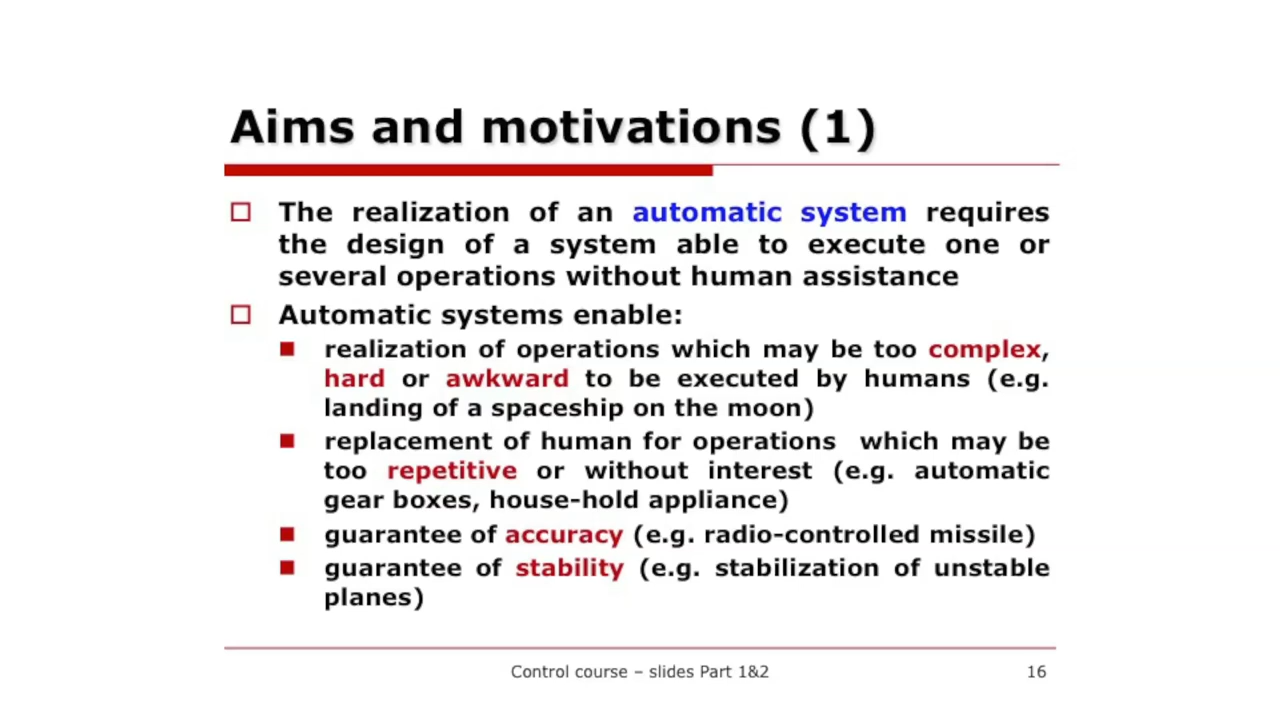 Aims and motivations (1)
The realization of an automatic system requires
the design of a system able to execute one or
several operations without human assistance
Automatic systems enable:
realization of operations which may be too complex,
hard or awkward to be executed by humans (e.g.
landing of a spaceship on the moon)
replacement of human for operations which may be
too repetitive or without interest (e.g. automatic
gear boxes, house-hold appliance)
guarantee of accuracy (e.g. radio-controlled missile)
guarantee of stability (e.g. stabilization of unstable
planes)
Control course – slides Part 1&2
16